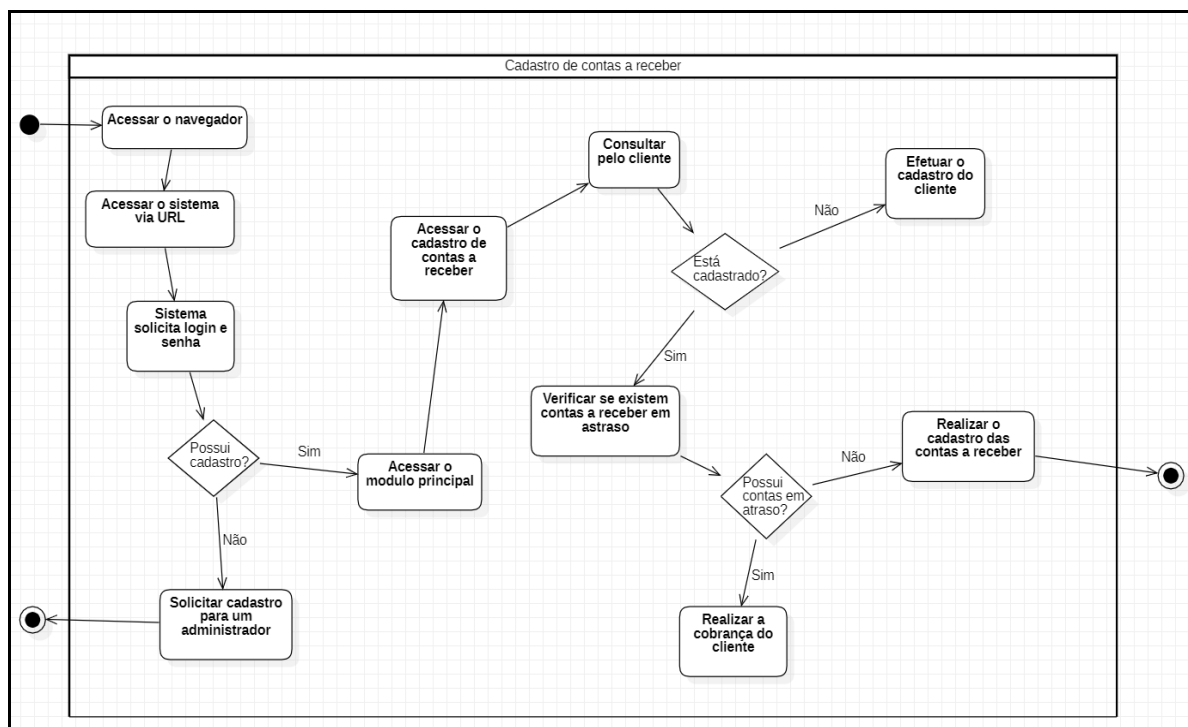 Cadastro de contas a receber
Acessar o navegador
Acessar o sistema
via URL
Sistema
solicita login e
senha
Possui
cadastro?
Sim
Não
Solicitar cadastro
para um
administrador
Acessar o
modulo principal
Acessar o
cadastro de
contas a
receber
Consultar
pelo cliente
Está
cadastrado?
Não
Efetuar o
cadastro do
cliente
Sim
Verificar se existem
contas a receber em
astraso
Possui
contas em
atraso?
Não
Realizar o
cadastro das
contas a receber
Sim
Realizar a
cobrança do
cliente